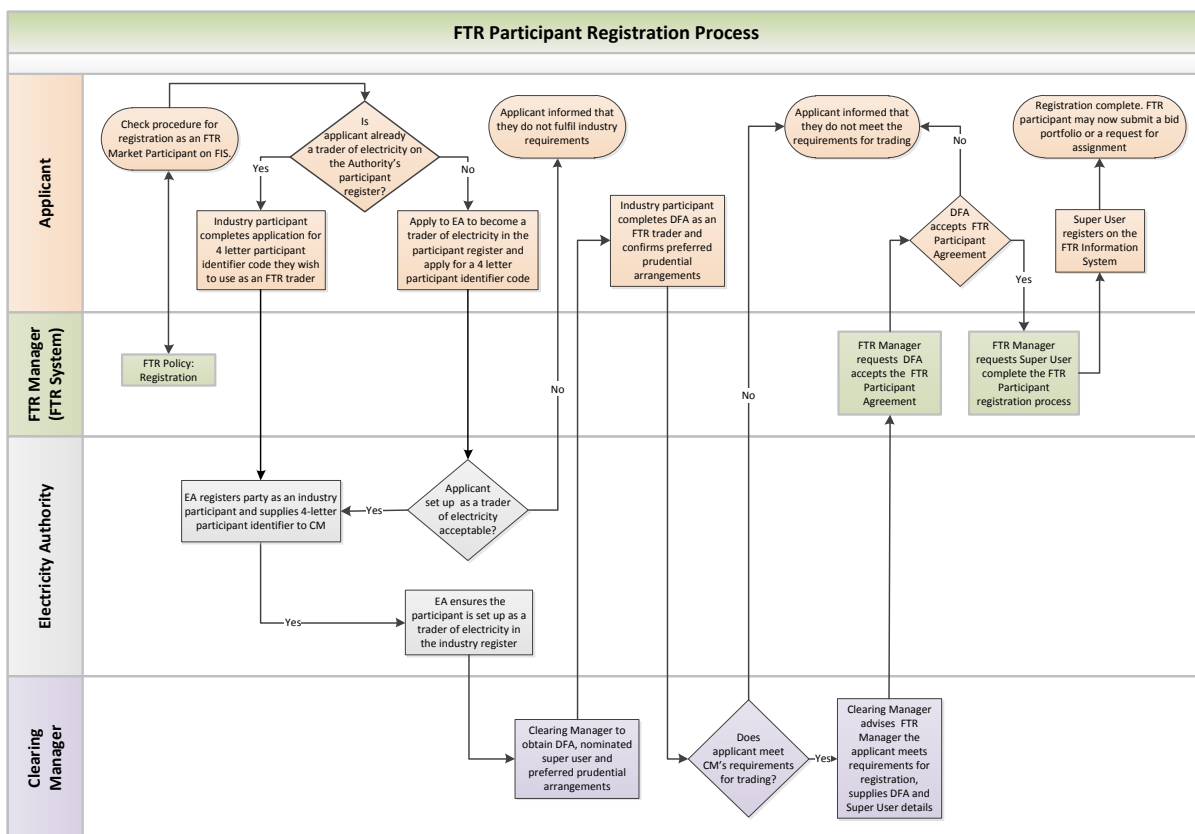 FTR Participant Registration Process
Applicant
Check procedure for
registration as an FTR
Market Participant on FIS.
Is
applicant already
a trader of electricity on
the Authority's
participant
register?
Yes
No
Industry participant
completes application for
4 letter participant
identifier code they wish
to use as an FTR trader
Apply to EA to become a
trader of electricity in the
participant register and
apply for a 4 letter
participant identifier code
Applicant informed that
they do not fulfil industry
requirements
Industry participant
completes DFA as an
FTR trader and
confirms preferred
prudential
arrangements
Applicant informed that
they do not meet the
requirements for trading
No
DFA
accepts FTR
Participant
Agreement
Yes
Registration complete. FTR
participant may now submit a bid
portfolio or a request for
assignment
Super User
registers on the
FTR Information
System
FTR Manager
(FTR System)
FTR Policy:
Registration
No
No
FTR Manager
requests DFA
accepts the FTR
Participant
Agreement
FTR Manager
requests Super User
complete the FTR
Participant
registration process
Electricity Authority
EA registers party as an industry
participant and supplies 4-letter
participant identifier to CM
Yes
Applicant
set up as a trader
of electricity
acceptable?
Yes
EA ensures the
participant is set up as a
trader of electricity in
the industry register
Clearing
Manager
Clearing Manager to
obtain DFA, nominated
super user and
preferred prudential
arrangements
Does
applicant meet
CM's requirements
for trading?
Yes
Clearing Manager
advises FTR
Manager the
applicant meets
requirements for
registration,
supplies DFA and
Super User details